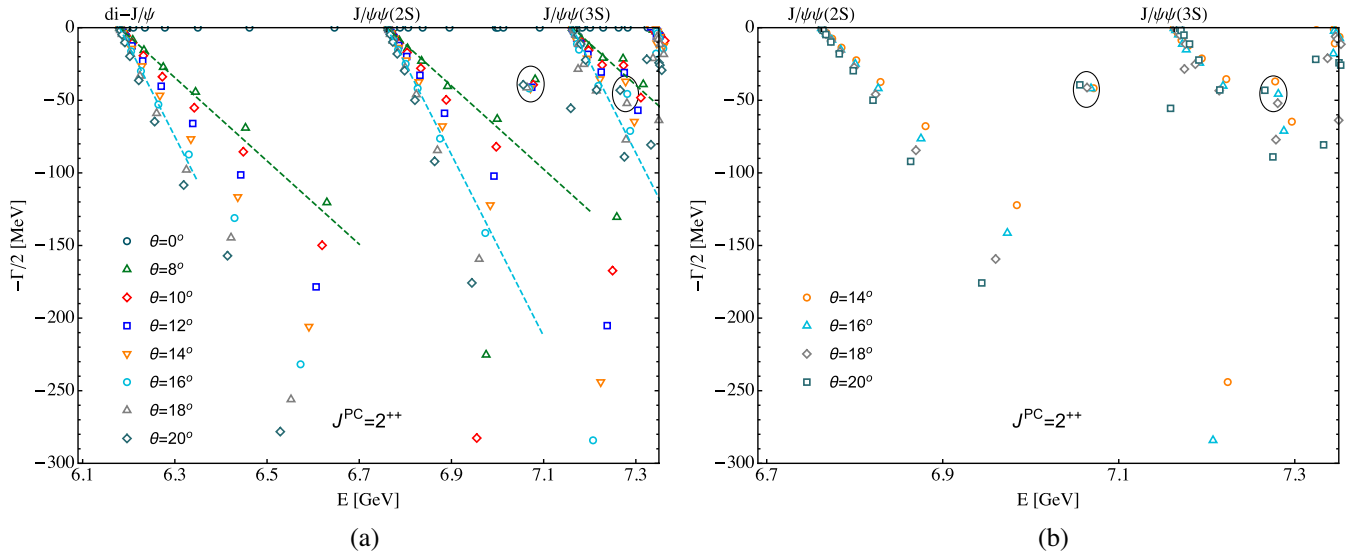 di−J/ψ J/ψψ(2S) J/ψψ(3S)
0
−50
−100
−150
−200
−250
−300
−Γ/2 [MeV]
θ=0°
θ=8°
θ=10°
θ=12°
θ=14°
θ=16°
θ=18°
θ=20°
J^PC=2^++
6.1 6.3 6.5 6.7 6.9 7.1 7.3
E [GeV]
(a)
J/ψψ(2S) J/ψψ(3S)
0
−50
−100
−150
−200
−250
−300
−Γ/2 [MeV]
θ=14°
θ=16°
θ=18°
θ=20°
J^PC=2^++
6.7 6.9 7.1 7.3
E [GeV]
(b)